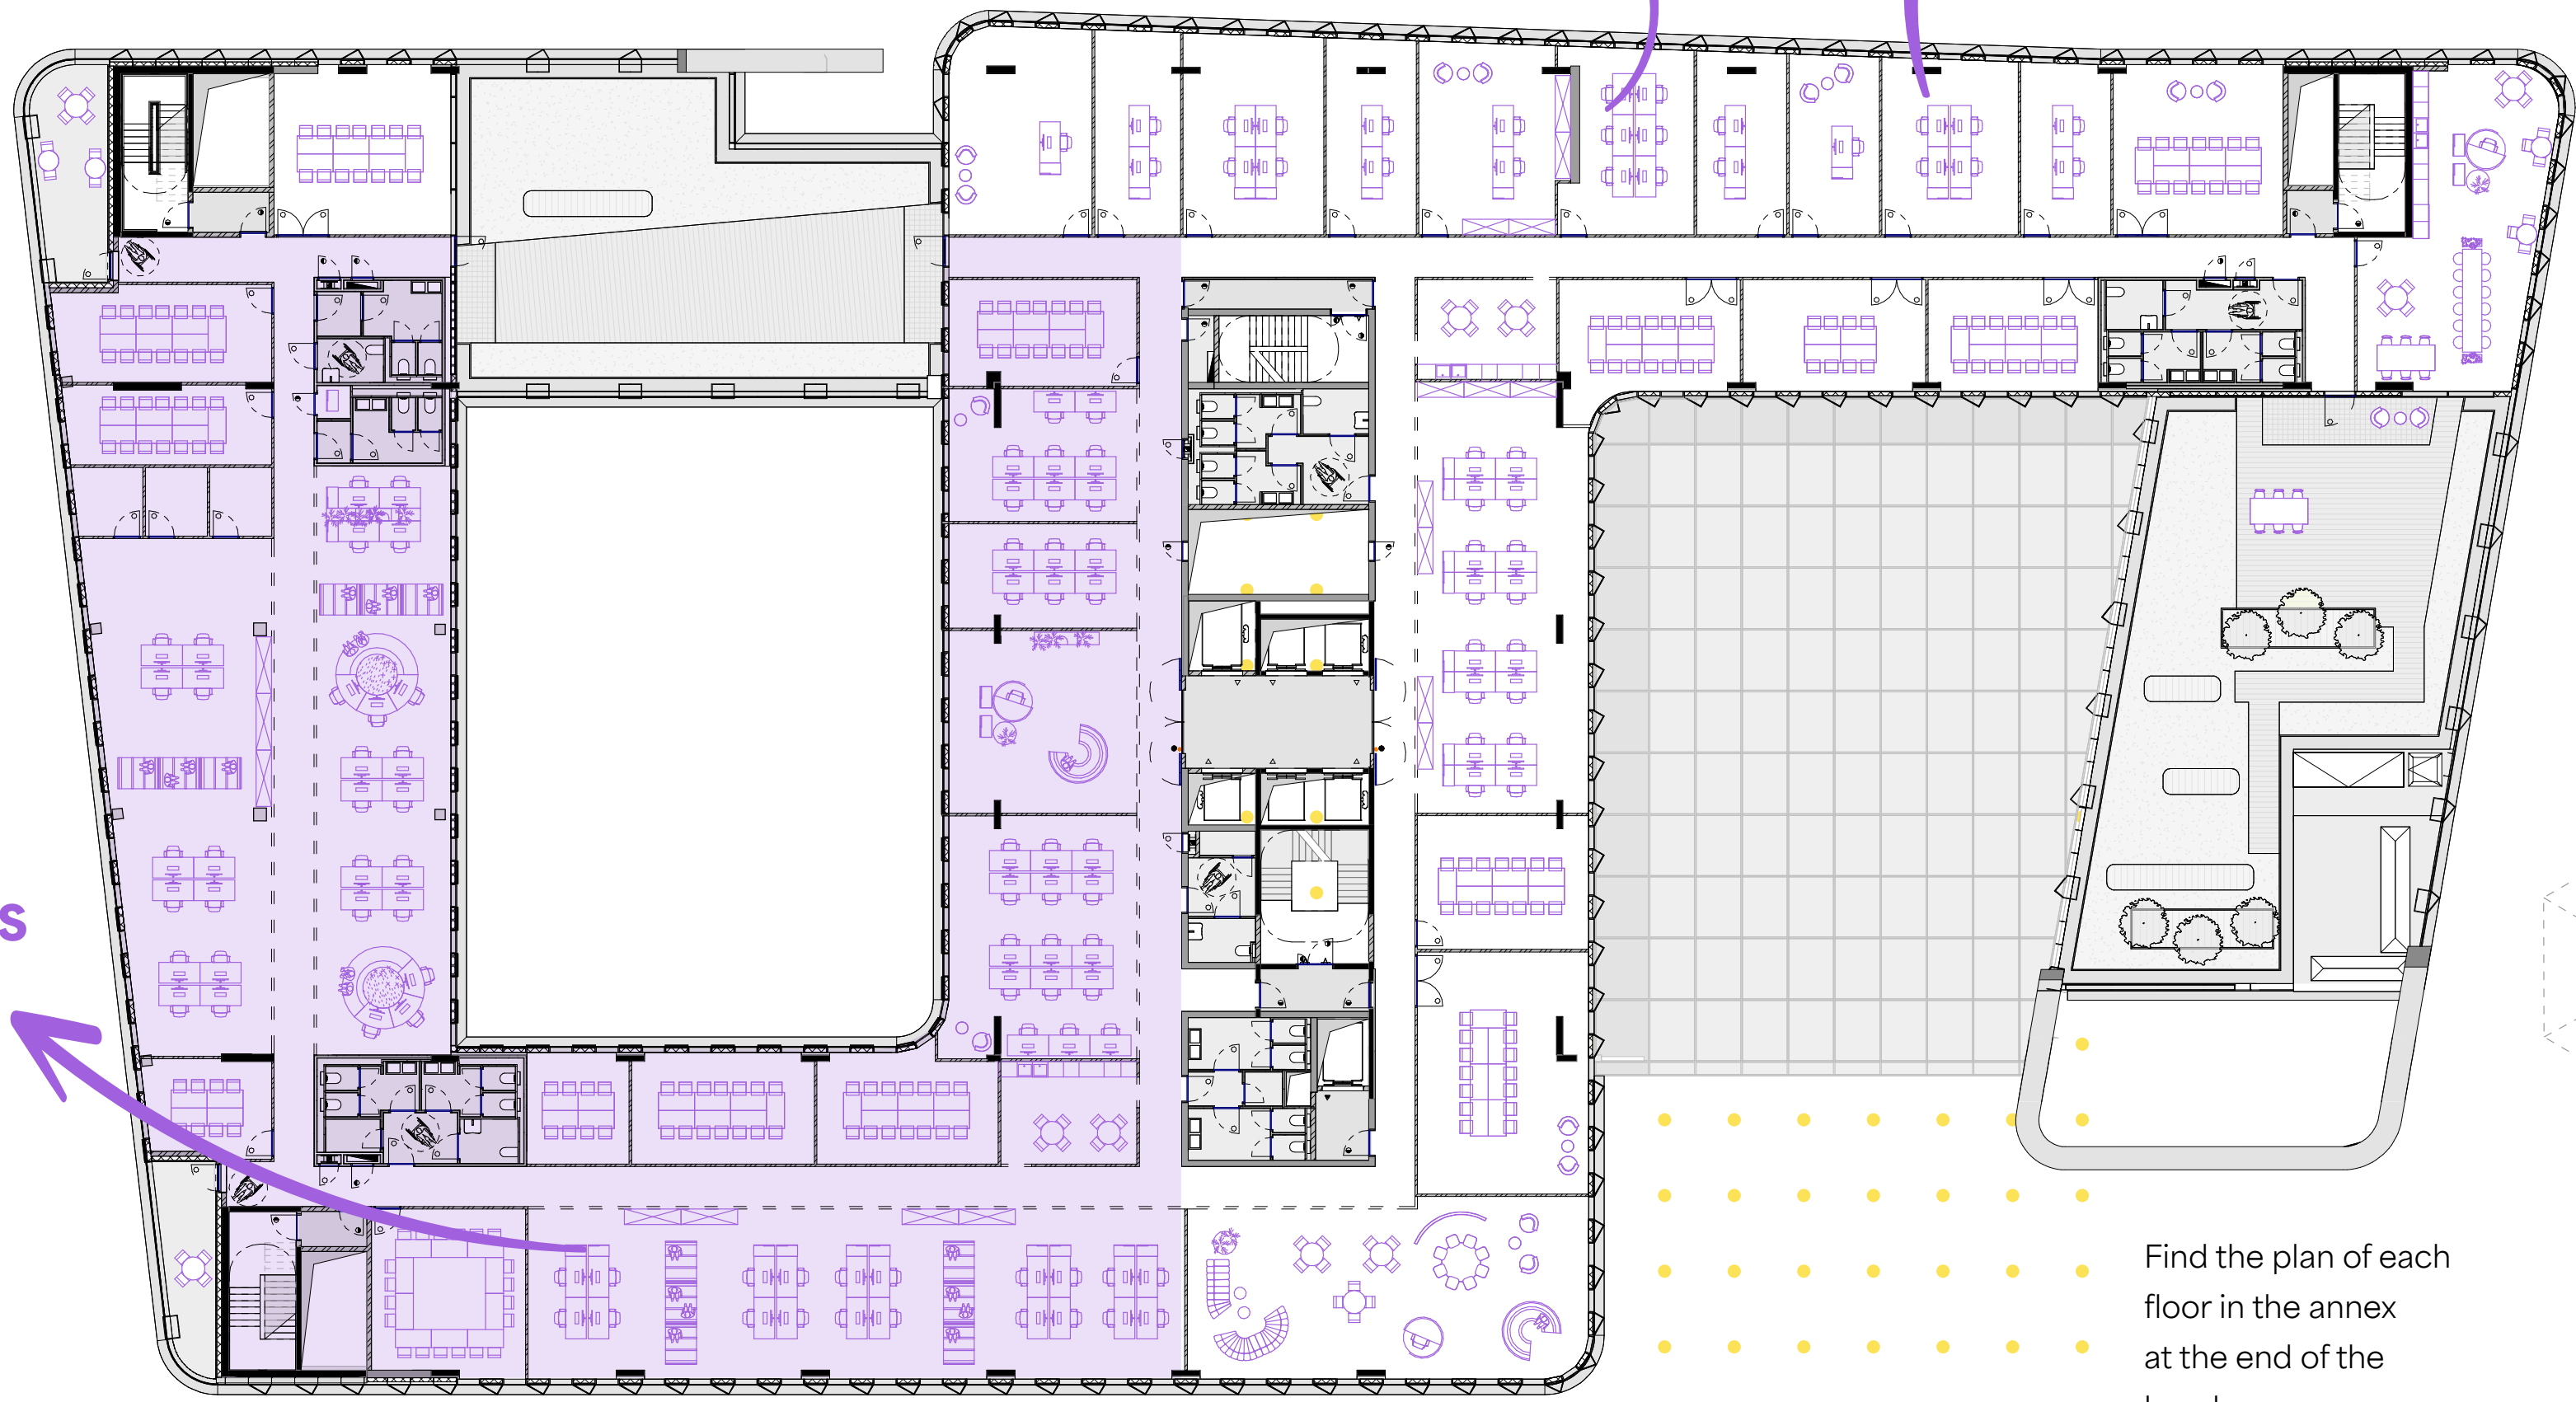 s
Find the plan of each
floor in the annex
at the end of the